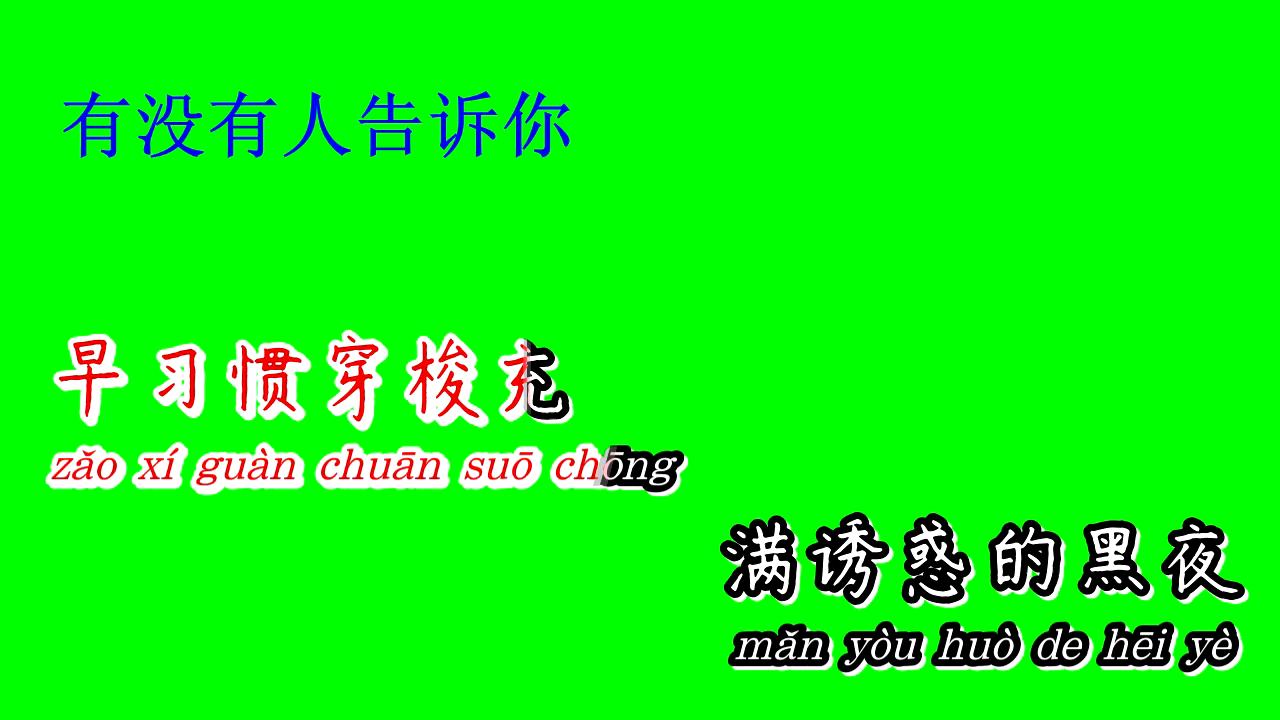 有没有人告诉你
早习惯穿梭充
zǎo xí guàn chuān suō chōng
满诱惑的黑夜
mǎn yòu huò de hēi yè